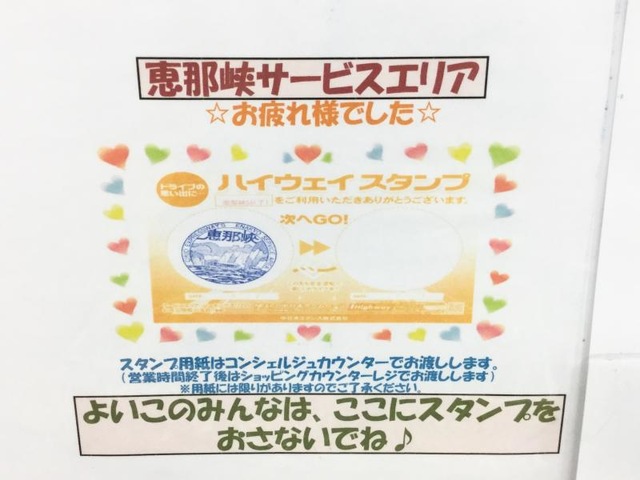 恵那峡サービスエリア
☆お疲れ様でした☆
ドライブの
思い出に…
ハイウェイスタンプ
をご利用いただきありがとうございます。
次へGO!
恵那峡
スタンプ用紙はコンシェルジュカウンターでお渡しします。
(営業時間終了後はショッピングカウンターレジでお渡しします)
※用紙には限りがありますのでご了承ください。
よいこのみんなは、ここにスタンプを
おさないでね♪